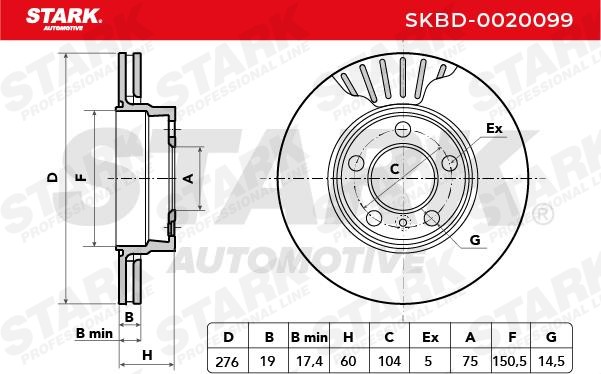 STARK
AUTOMOTIVE
SKBD-0020099
D
F
A
B
B min
H
C
Ex
G
STARK
AUTOMOTIVE
®
STARK
PROFESSIONAL LINE
D B B min H C Ex A F G
276 19 17,4 60 104 5 75 150,5 14,5